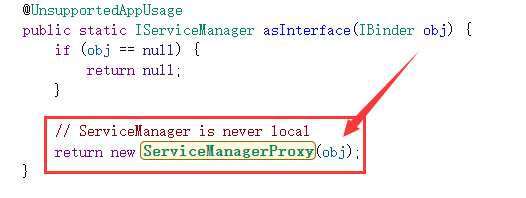 @UnsupportedAppUsage
public static IServiceManager asInterface(IBinder obj) {
if (obj == null) {
return null;
}
// ServiceManager is never local
return new ServiceManagerProxy(obj);
}